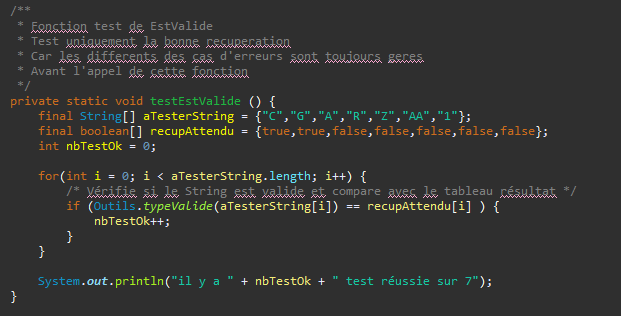 /**
 * Fonction test de EstValide
 * Test uniquement la bonne recuperation
 * Car les differents des cas d'erreurs sont toujours geres
 * Avant l'appel de cette fonction
 */
private static void testEstValide () {
    final String[] aTesterString = {"C","G","A","R","Z","AA","1"};
    final boolean[] recupAttendu = {true,true,false,false,false,false,false};
    int nbTestOk = 0;

    for(int i = 0; i < aTesterString.length; i++) {
        /* Vérifie si le String est valide et compare avec le tableau résultat */
        if (Outils.typeValide(aTesterString[i]) == recupAttendu[i] ) {
            nbTestOk++;
        }
    }

    System.out.println("il y a " + nbTestOk + " test réussie sur 7");
}